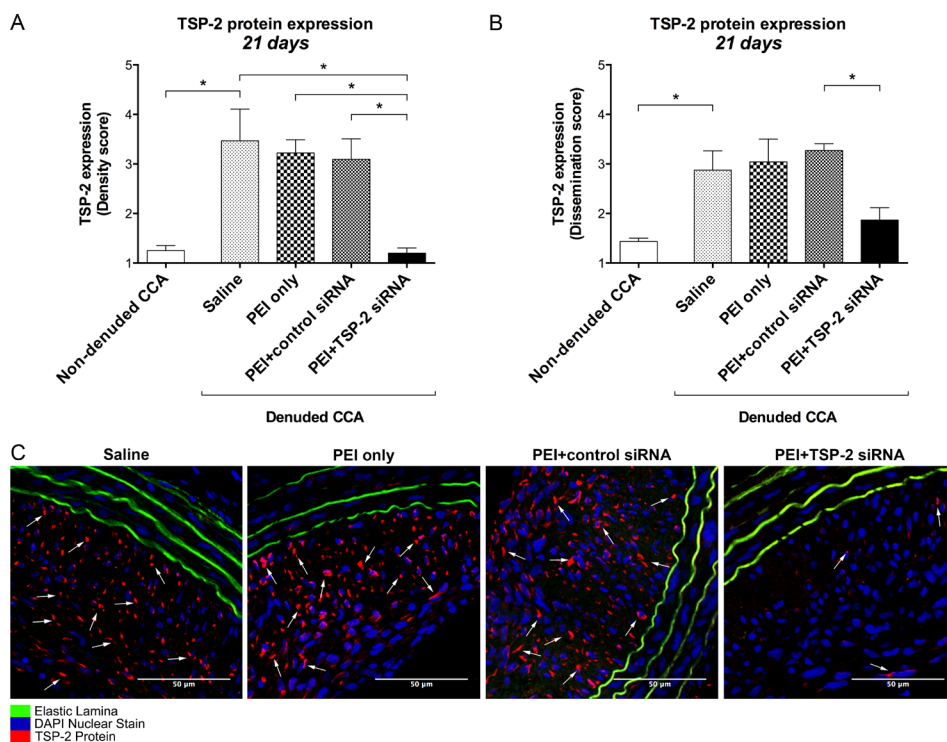 A
TSP-2 protein expression
21 days
TSP-2 expression
(Density score)
5
4
3
2
1
*
*
*
*
Non-denuded CCA
Saline
PEI only
PEI+control siRNA
PEI+TSP-2 siRNA
Denuded CCA
B
TSP-2 protein expression
21 days
TSP-2 expression
(Dissemination score)
5
4
3
2
1
*
*
Non-denuded CCA
Saline
PEI only
PEI+control siRNA
PEI+TSP-2 siRNA
Denuded CCA
C
Saline
PEI only
PEI+control siRNA
PEI+TSP-2 siRNA
50 µm
50 µm
50 µm
50 µm
Elastic Lamina
DAPI Nuclear Stain
TSP-2 Protein